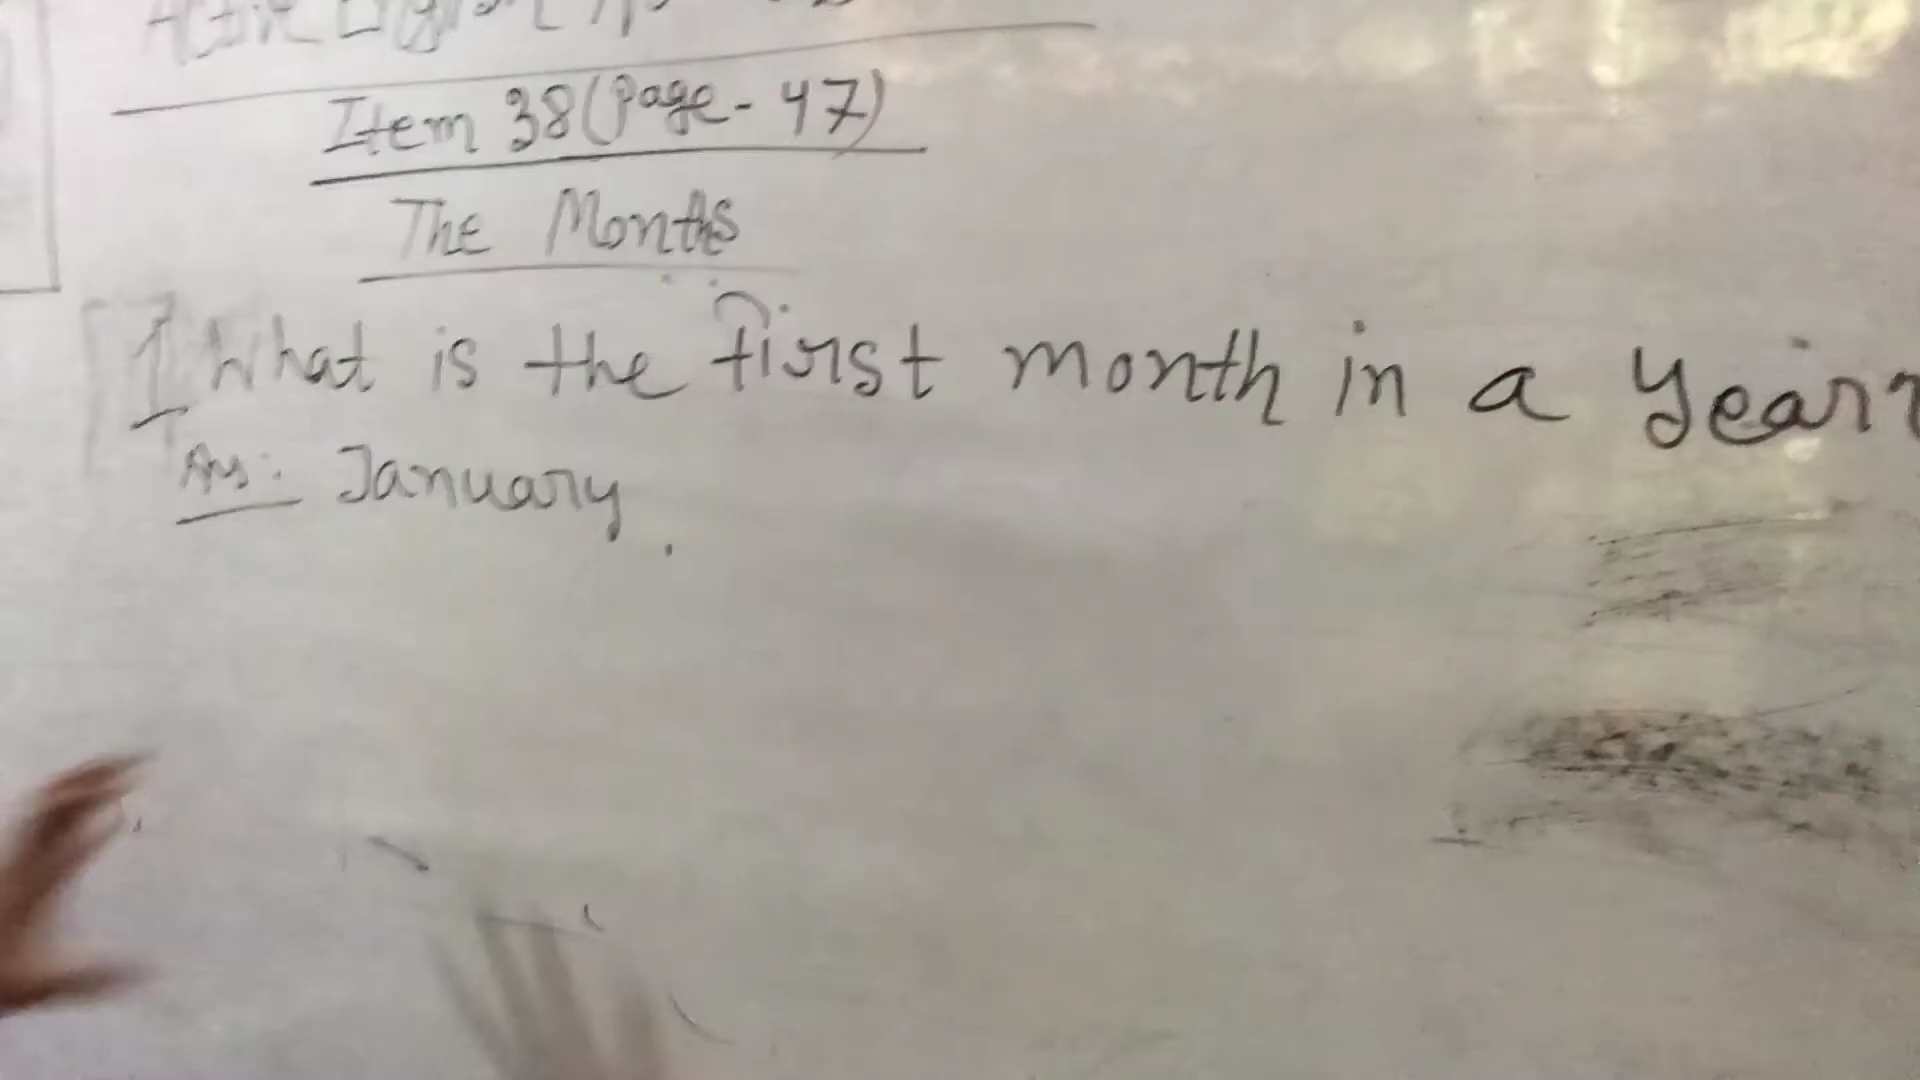 Item 38(Page-47)
The Months
1 What is the first month in a year?
Ans: January.